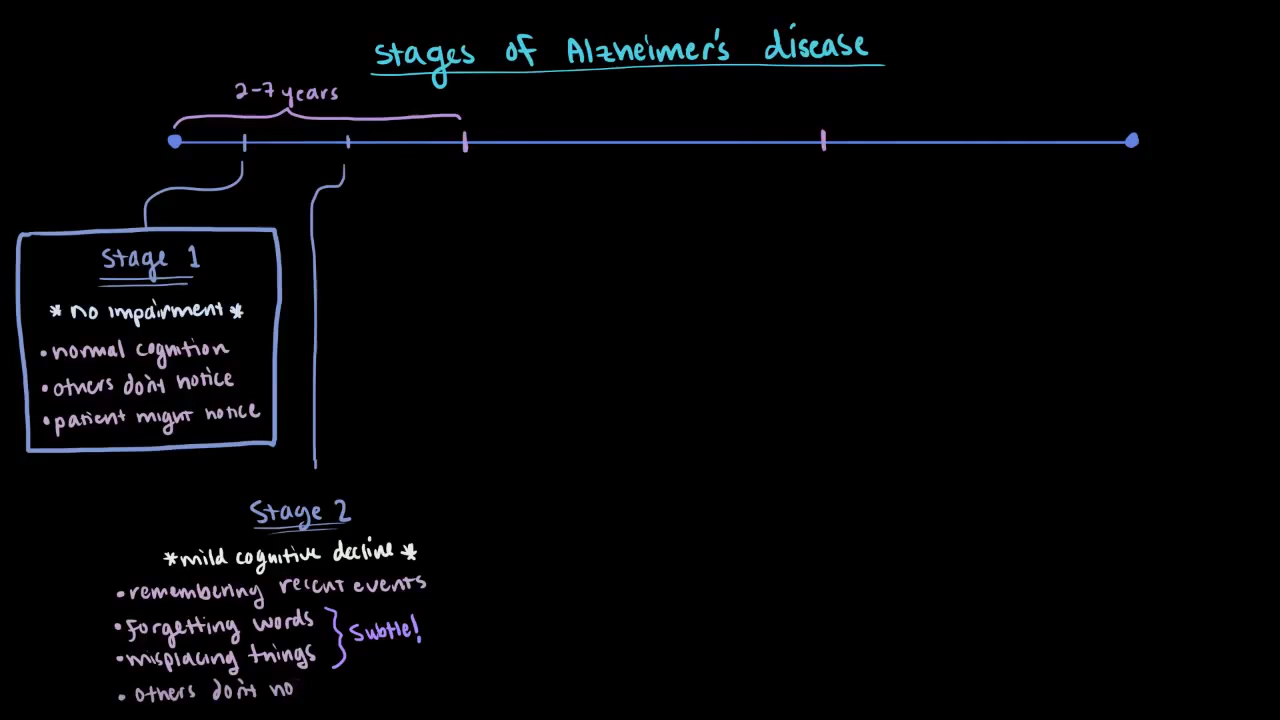 stages of Alzheimer's disease
2-7 years
Stage 1
*no impairment*
•normal cognition
•others don't notice
•patient might notice
Stage 2
*mild cognitive decline*
•remembering recent events
•forgetting words
•misplacing things
Subtle!
•others don't no